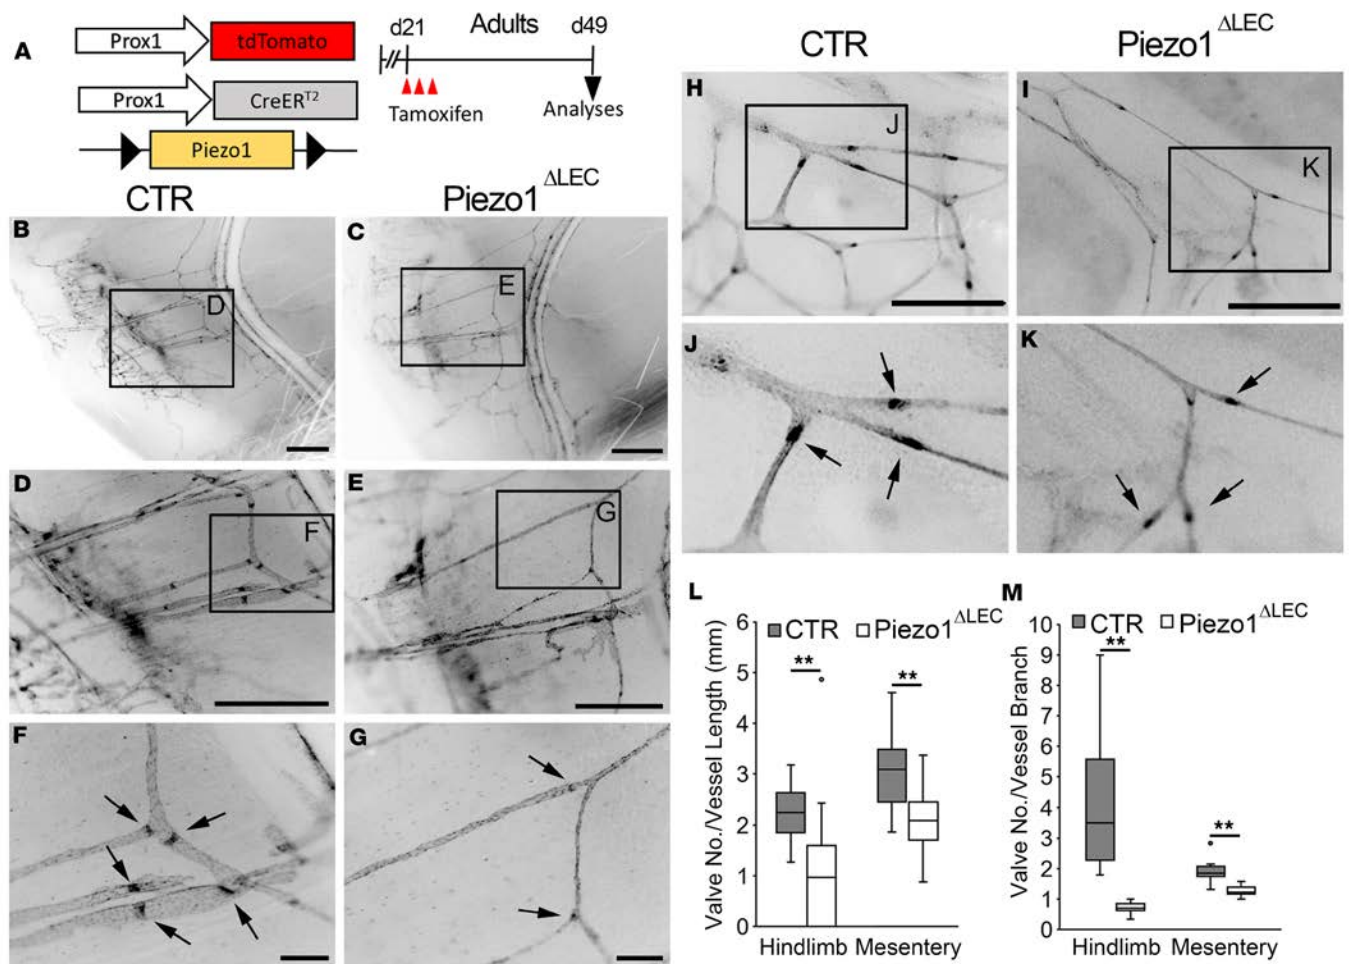 A
Prox1
tdTomato
Prox1
CreERT2
Piezo1
d21
Adults
d49
Tamoxifen
Analyses
CTR
Piezo1ΔLEC
B
D
C
E
D
F
E
G
F
G
CTR
Piezo1ΔLEC
H
J
I
K
J
K
L
CTR
Piezo1ΔLEC
Valve No./Vessel Length (mm)
6
5
4
3
2
1
0
**
**
Hindlimb
Mesentery
M
CTR
Piezo1ΔLEC
Valve No./Vessel Branch
10
9
8
7
6
5
4
3
2
1
0
**
**
Hindlimb
Mesentery